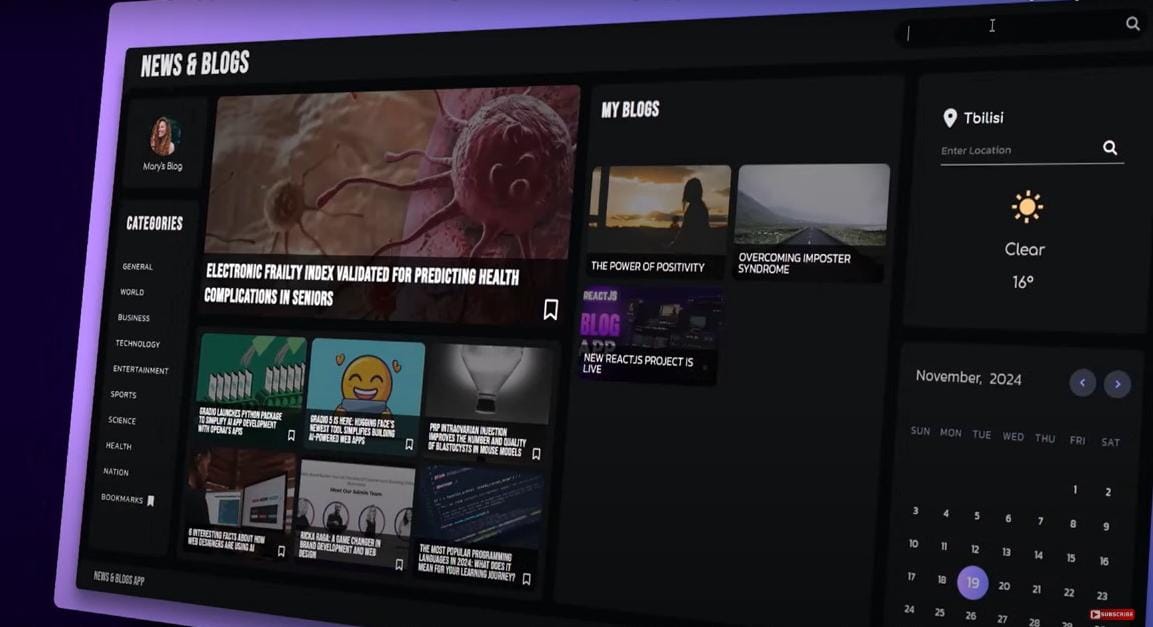 NEWS & BLOGS
Mary's Blog
CATEGORIES
GENERAL
WORLD
BUSINESS
TECHNOLOGY
ENTERTAINMENT
SPORTS
SCIENCE
HEALTH
NATION
BOOKMARKS
NEWS & BLOGS APP
ELECTRONIC FRAILTY INDEX VALIDATED FOR PREDICTING HEALTH
COMPLICATIONS IN SENIORS
GRADIO LAUNCHES PYTHON PACKAGE
TO SIMPLIFY AI APP DEVELOPMENT
WITH OPENAI'S APIS
GRADIO 5 IS HERE: HUGGING FACE'S
NEWEST TOOL SIMPLIFIES BUILDING
AI-POWERED WEB APPS
PRP INTRAOVARIAN INJECTION
IMPROVES THE NUMBER AND QUALITY
OF BLASTOCYSTS IN MOUSE MODELS
6 INTERESTING FACTS ABOUT HOW
WEB DESIGNERS ARE USING AI
Meet Our Admin Team
RICKA RAGA: A GAME CHANGER IN
BRAND DEVELOPMENT AND WEB
DESIGN
THE MOST POPULAR PROGRAMMING
LANGUAGES IN 2024: WHAT DOES IT
MEAN FOR YOUR LEARNING JOURNEY?
MY BLOGS
THE POWER OF POSITIVITY
OVERCOMING IMPOSTER
SYNDROME
REACTJS
BLOG
APP
NEW REACTJS PROJECT IS
LIVE
Tbilisi
Enter Location
Clear
16°
November, 2024
SUN MON TUE WED THU FRI SAT
1 2
3 4 5 6 7 8 9
10 11 12 13 14 15 16
17 18 19 20 21 22 23
24 25 26 27 28 29
SUBSCRIBE